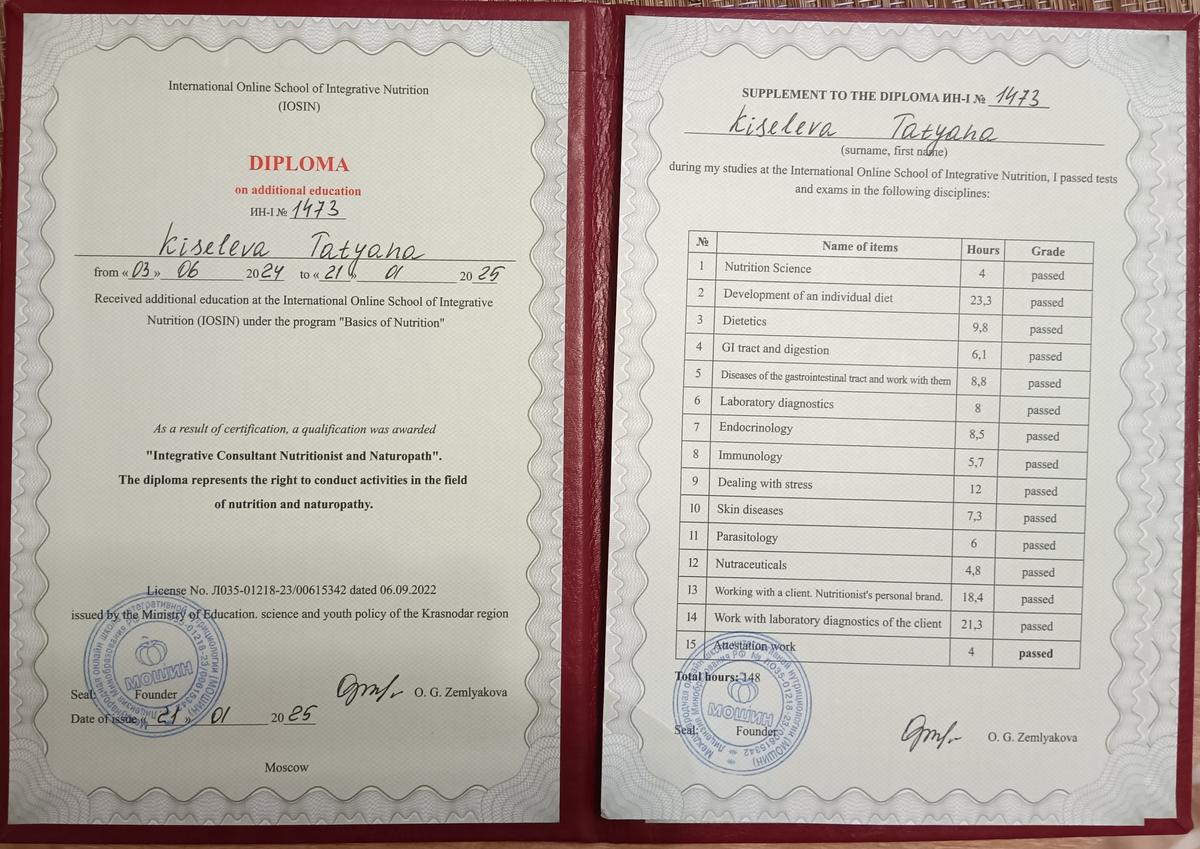 International Online School of Integrative Nutrition
(IOSIN)
DIPLOMA
on additional education
ИН-I № 1473
Kiseleva Tatyana
from «03» 06 2024 to «21», 01 2025
Received additional education at the International Online School of Integrative
Nutrition (IOSIN) under the program "Basics of Nutrition"
As a result of certification, a qualification was awarded
"Integrative Consultant Nutritionist and Naturopath".
The diploma represents the right to conduct activities in the field
of nutrition and naturopathy.
License No. Л035-01218-23/00615342 dated 06.09.2022
issued by the Ministry of Education. science and youth policy of the Krasnodar region
МОШИН
Seal: Founder O. G. Zemlyakova
Date of issue «21» 01 2025
Moscow
SUPPLEMENT TO THE DIPLOMA ИН-I № 1473
Kiseleva Tatyana
(surname, first name)
during my studies at the International Online School of Integrative Nutrition, I passed tests
and exams in the following disciplines:
№ Name of items Hours Grade
1 Nutrition Science 4 passed
2 Development of an individual diet 23,3 passed
3 Dietetics 9,8 passed
4 GI tract and digestion 6,1 passed
5 Diseases of the gastrointestinal tract and work with them 8,8 passed
6 Laboratory diagnostics 8 passed
7 Endocrinology 8,5 passed
8 Immunology 5,7 passed
9 Dealing with stress 12 passed
10 Skin diseases 7,3 passed
11 Parasitology 6 passed
12 Nutraceuticals 4,8 passed
13 Working with a client. Nutritionist's personal brand. 18,4 passed
14 Work with laboratory diagnostics of the client 21,3 passed
15 Attestation work 4 passed
Total hours: 148
МОШИН
Seal: Founder O. G. Zemlyakova